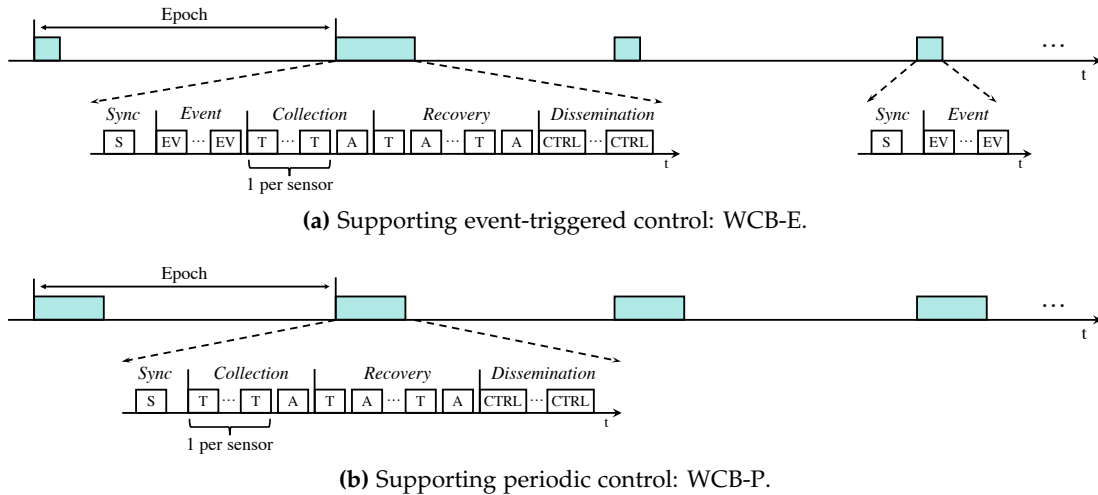 Epoch
...
t
Sync Event Collection Recovery Dissemination
S EV ... EV T ... T A T A ... T A CTRL ... CTRL
t
1 per sensor
Sync Event
S EV ... EV
t
(a) Supporting event-triggered control: WCB-E.
Epoch
...
t
Sync Collection Recovery Dissemination
S T ... T A T A ... T A CTRL ... CTRL
t
1 per sensor
(b) Supporting periodic control: WCB-P.